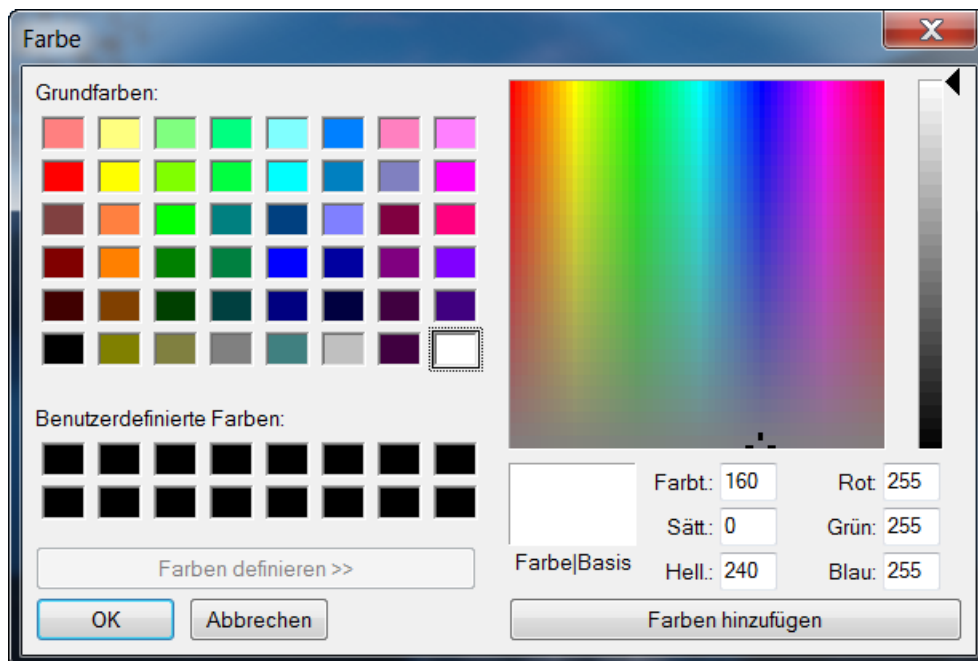 Farbe
Grundfarben:
Benutzerdefinierte Farben:
Farben definieren >>
OK
Abbrechen
Farbe|Basis
Farbt.: 160
Sätt.: 0
Hell.: 240
Rot: 255
Grün: 255
Blau: 255
Farben hinzufügen